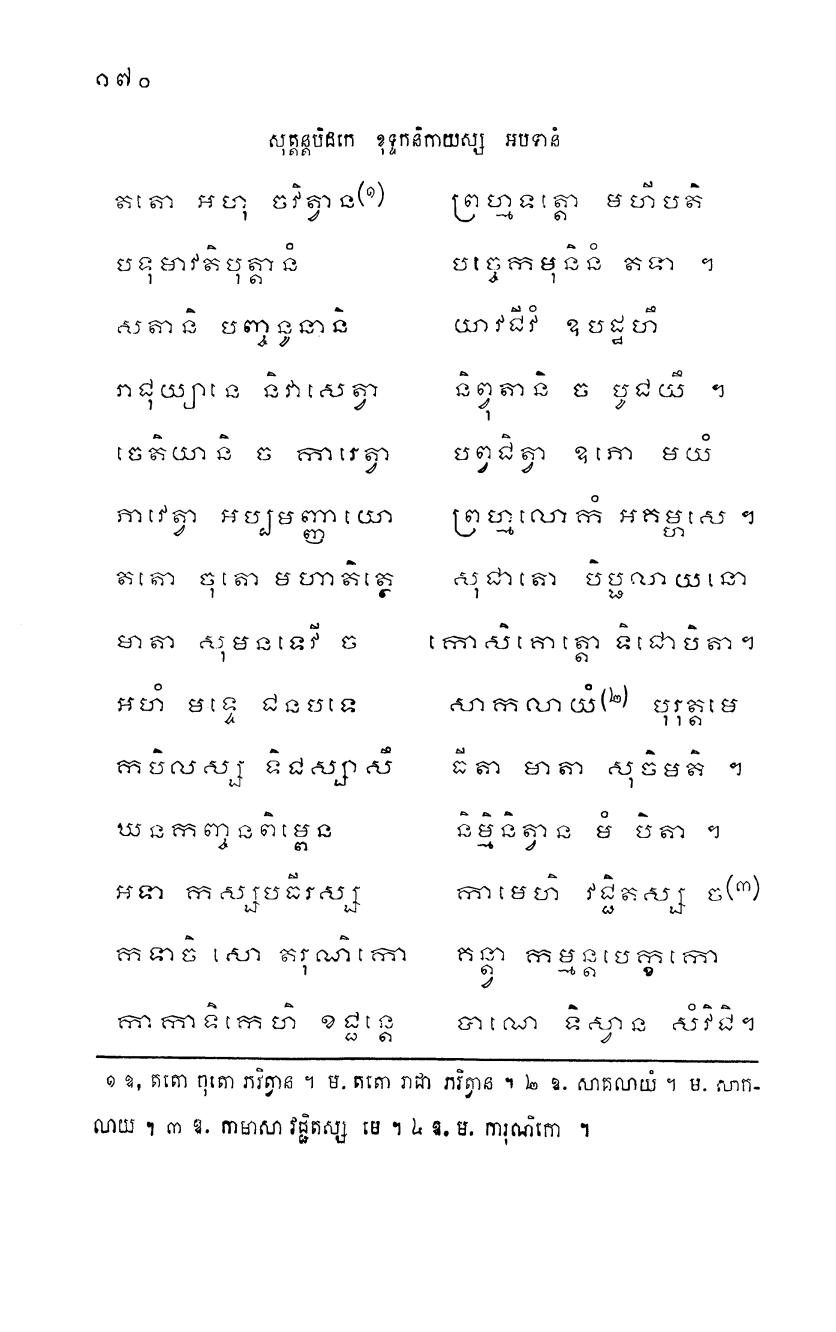 ១៧០
សុត្តន្តបិដកេ ខុទ្ទកនិកាយស្ស អបទានំ
តតោ អហុ ចវិត្វាន(១) ព្រហ្មទត្តោ មហីបតិ
បទុមាវតិបុត្តានំ បច្ចេកមុនិនំ តទា ។
សតានិ បញ្ចនូនានិ យាវជីវំ ឧបដ្ឋហឹ
រាជុយ្យានេ និវាសេត្វា និព្វុតានិ ច បូជយឹ ។
ចេតិយានិ ច ការេត្វា បព្វជិត្វា ឧភោ មយំ
ភាវេត្វា អប្បមញ្ញាយោ ព្រហ្មលោកំ អគម្ហសេ ។
តតោ ចុតោ មហាតិត្ថេ សុជាតោ បិប្ផលាយនោ
មាតា សុមនទេវី ច កោសិគោត្តោ ទិជោ បិតា។
អហំ មទ្ទេ ជនបទេ សាកលាយំ(២) បុរុត្តមេ
កបិលស្ស ទិជស្សាសឹ ធីតា មាតា សុចិមតិ ។
ឃនកញ្ចនពិម្ពេន និម្មិនិត្វាន មំ បិតា ។
អទា កស្សបធីរស្ស កាមេហិ វជ្ជិតស្ស ច(៣)
កទាចិ សោ តរុណិកោ គន្ត្វា កម្មន្តបេក្ខកោ
កាកាទិកេហិ ខជ្ជន្តេ បាណេ ទិស្វាន សំវិជិ។
១ ឧ, តតោ ចុតោ ភវិត្វាន ។ ម. តតោ រាជា ភវិត្វាន ។ ២ ឧ. សាគលាយំ ។ ម. សាក-
លាយ ។ ៣ ឧ. កាមាសា វជ្ជិតស្ស មេ ។ ៤ ឧ. ម. ការុណិកោ ។